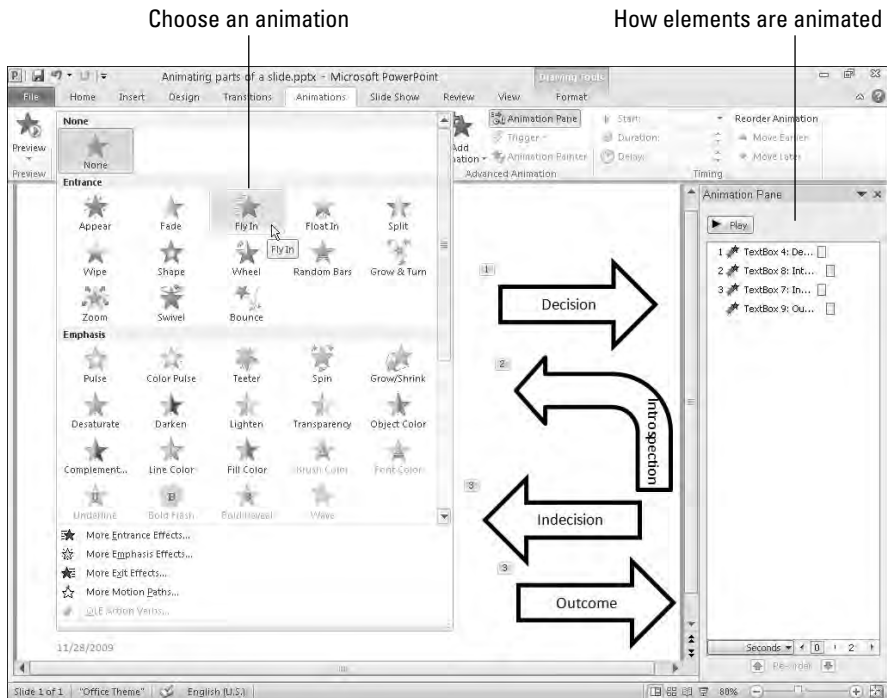 Choose an animation
How elements are animated
Animating parts of a slide.pptx - Microsoft PowerPoint
Drawing Tools
File Home Insert Design Transitions Animations Slide Show Review View Format
Preview
Preview
None
None
Entrance
Appear Fade Fly In Float In Split
Fly In
Wipe Shape Wheel Random Bars Grow & Turn
Zoom Swivel Bounce
Emphasis
Pulse Color Pulse Teeter Spin Grow/Shrink
Desaturate Darken Lighten Transparency Object Color
Complement... Line Color Fill Color Brush Color Font Color
Underline Bold Flash Bold Reveal Wave
More Entrance Effects...
More Emphasis Effects...
More Exit Effects...
More Motion Paths...
OLE Action Verbs...
Add
Animation Pane
Trigger
Animation Painter
Advanced Animation
Start:
Duration:
Delay:
Reorder Animation
Move Earlier
Move Later
Timing
1
Decision
2
Introspection
3
Indecision
3
Outcome
11/28/2009
Animation Pane
Play
1 TextBox 4: De...
2 TextBox 8: Int...
3 TextBox 7: In...
TextBox 9: Ou...
Seconds 0 2
Re-Order
Slide 1 of 1 "Office Theme" English (U.S.) 80%